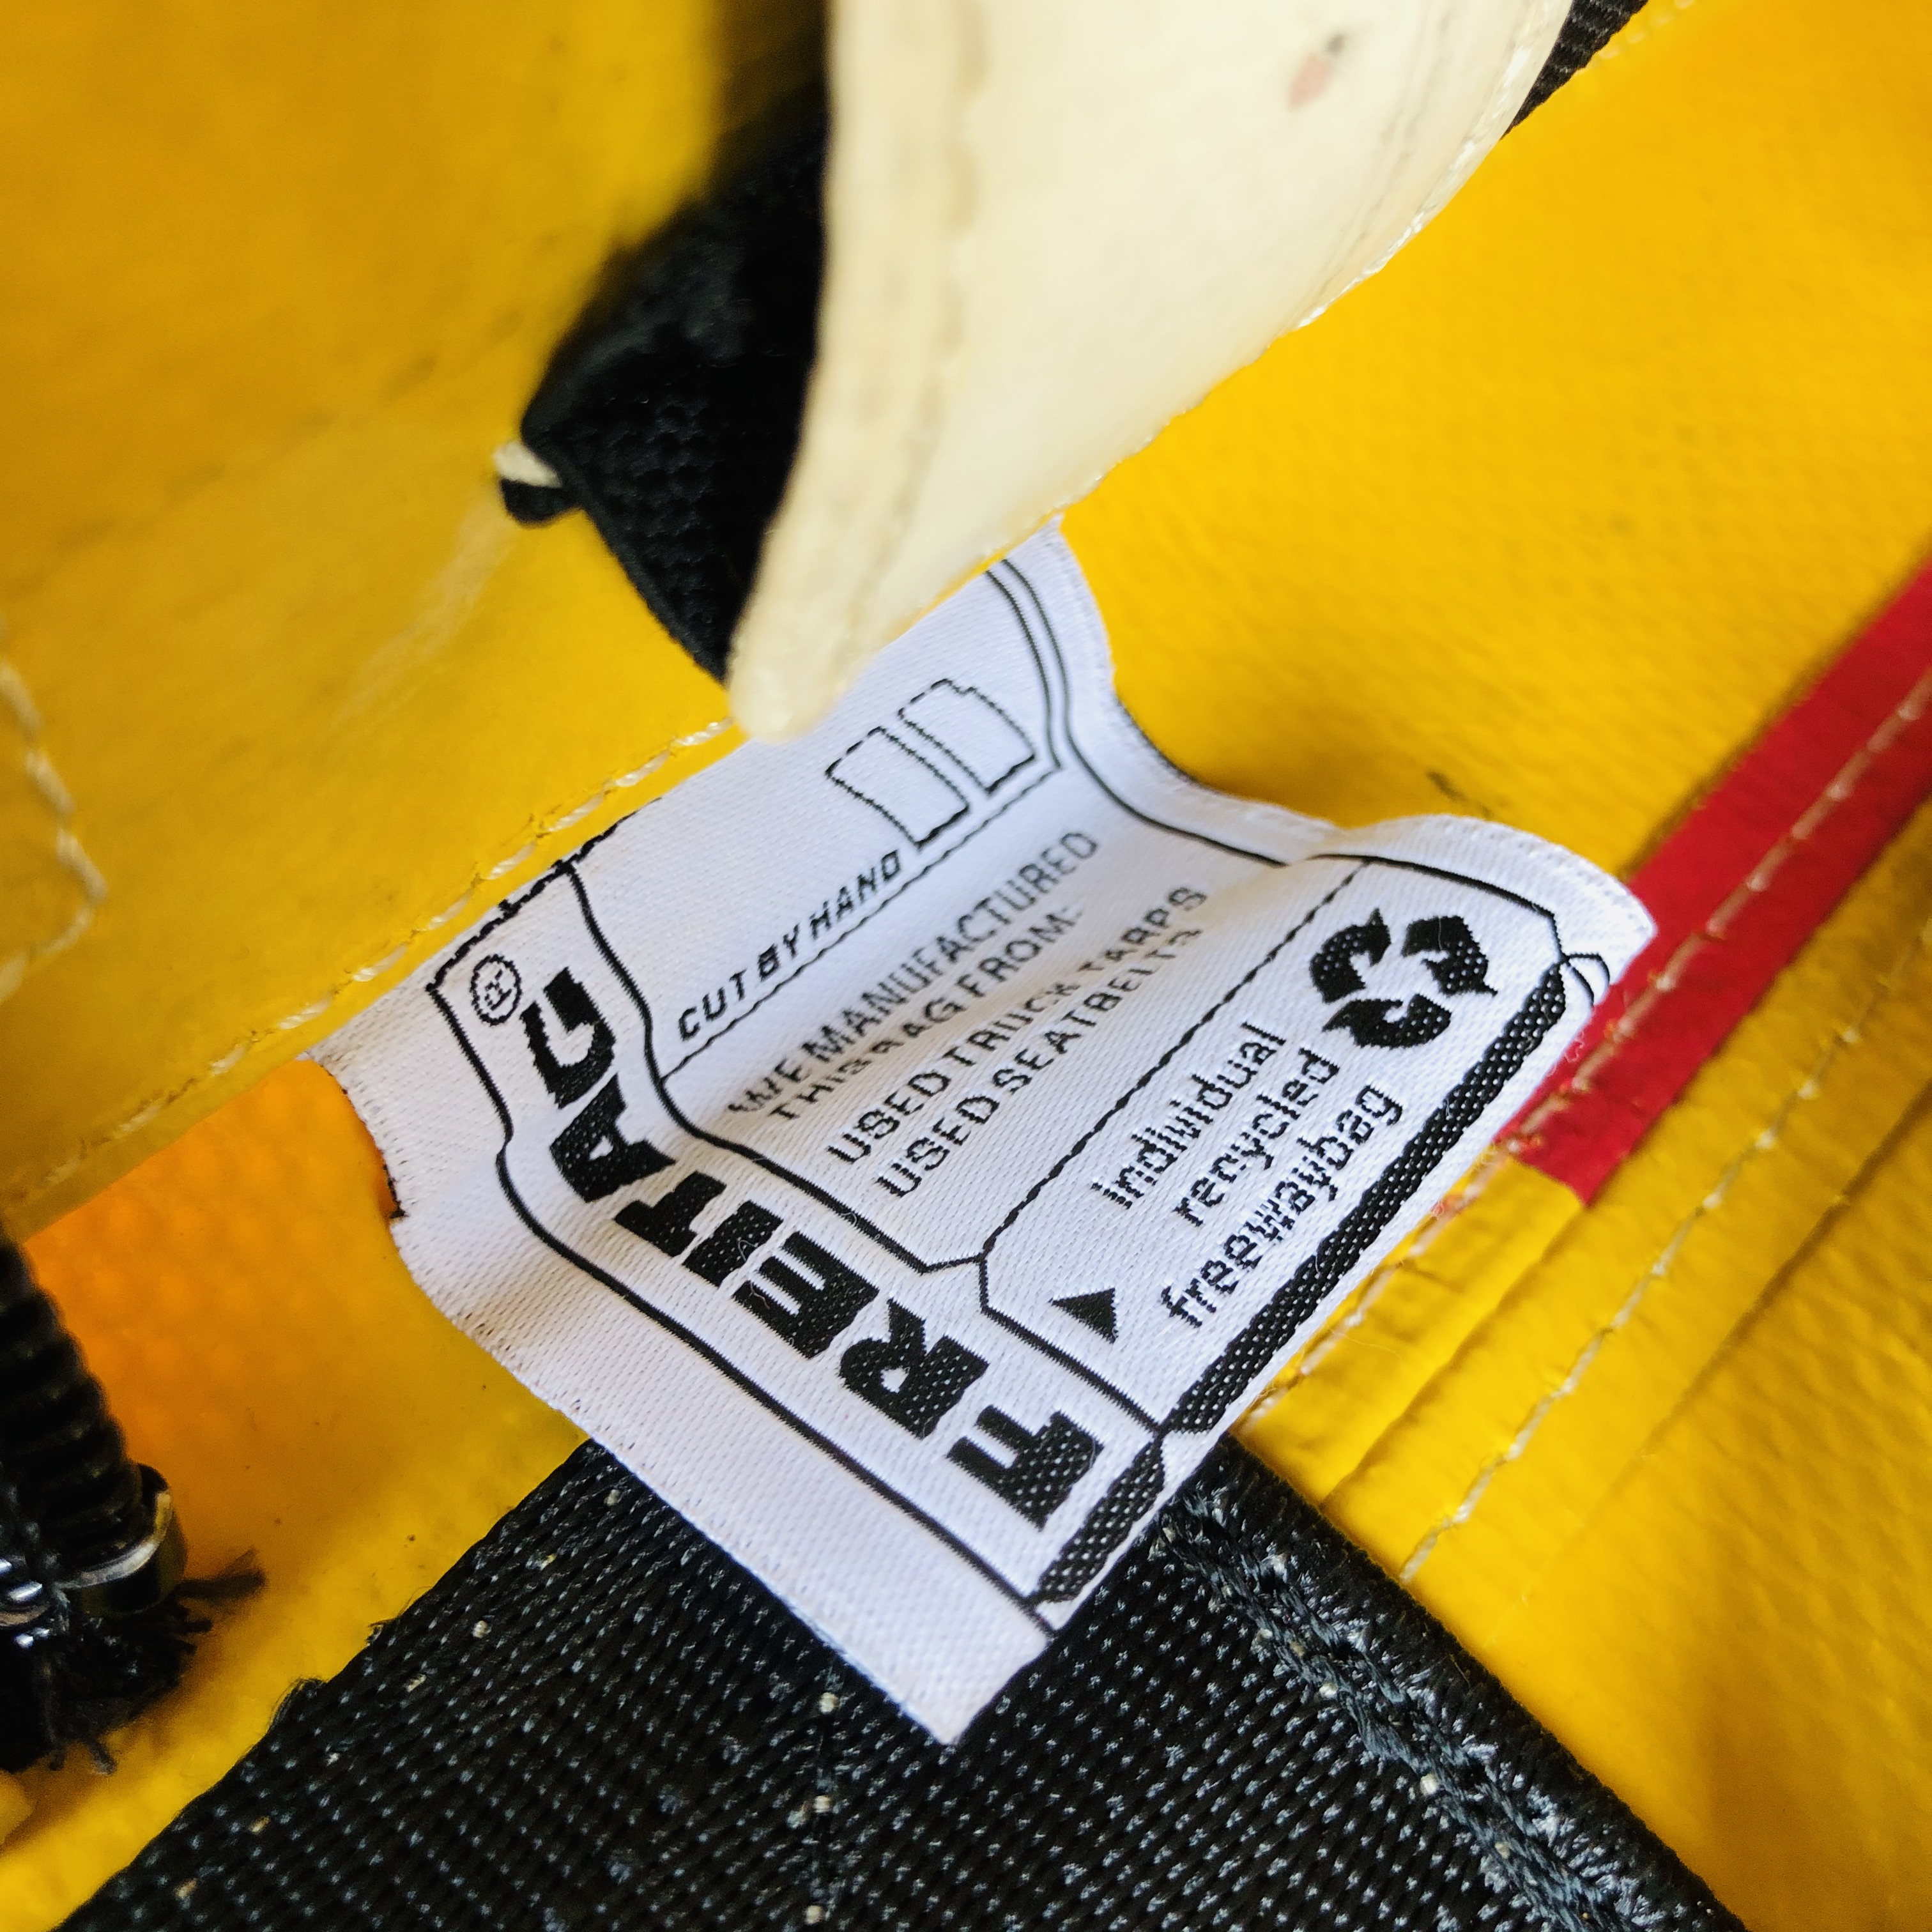 FREITAG®
CUT BY HAND
WE MANUFACTURED
THIS BAG FROM:
USED TRUCK TARPS
USED SEATBELTS
individual
recycled
freewaybag